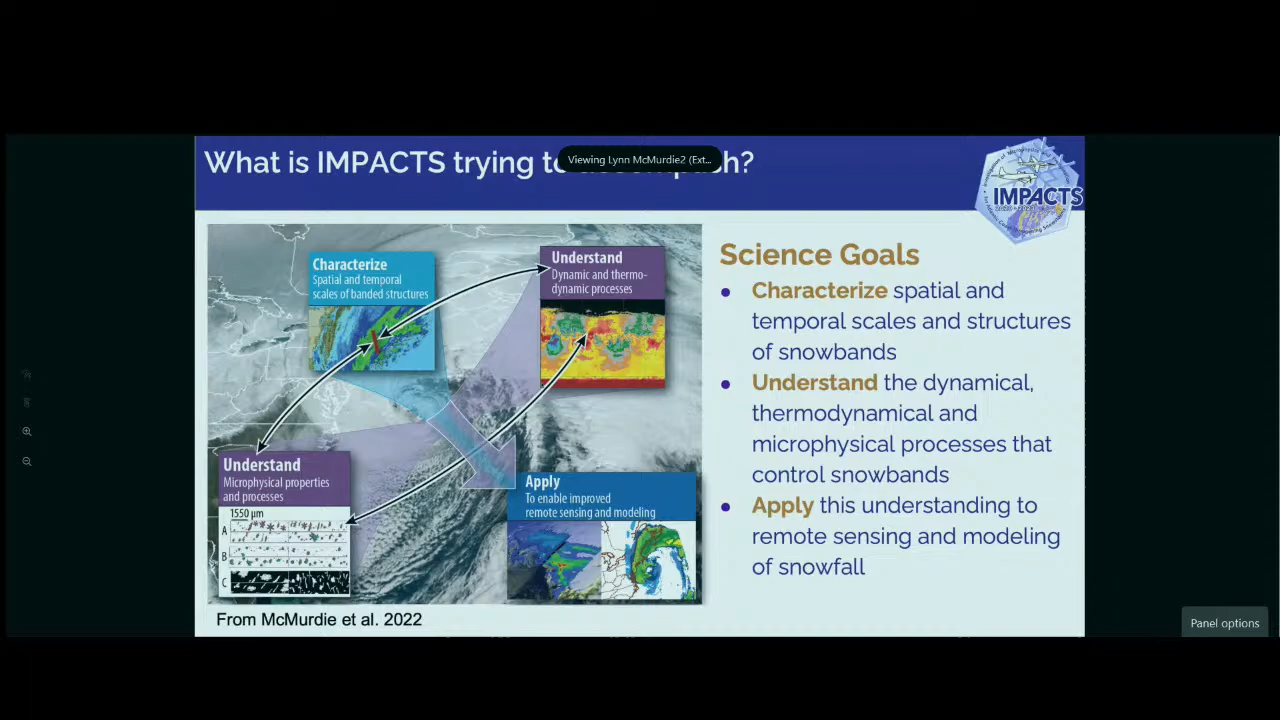 What is IMPACTS trying to h?
Viewing Lynn McMurdie2 (Ext...
IMPACTS
Characterize
Spatial and temporal
scales of banded structures
Understand
Dynamic and thermo-
dynamic processes
Understand
Microphysical properties
and processes
1550 µm
A
B
C
Apply
To enable improved
remote sensing and modeling
From McMurdie et al. 2022
Science Goals
• Characterize spatial and
temporal scales and structures
of snowbands
• Understand the dynamical,
thermodynamical and
microphysical processes that
control snowbands
• Apply this understanding to
remote sensing and modeling
of snowfall
Panel options